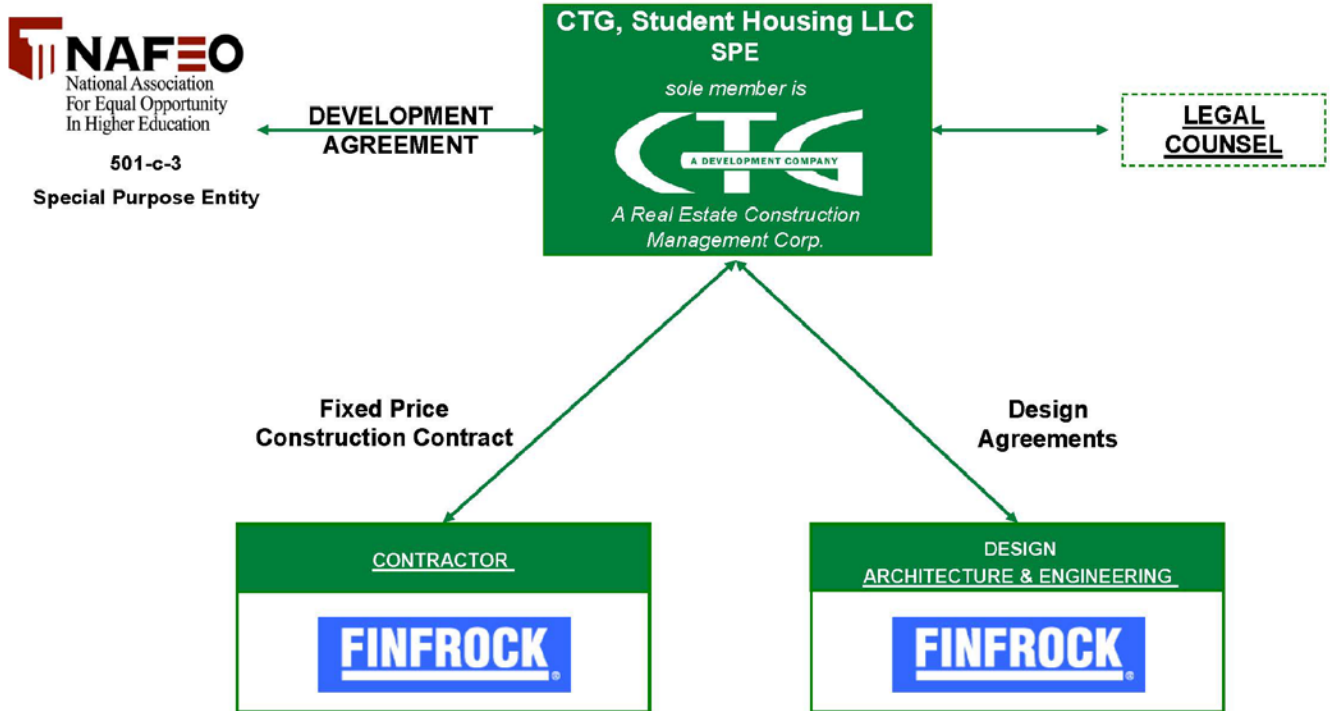 NAFEO
National Association
For Equal Opportunity
In Higher Education
501-c-3
Special Purpose Entity
DEVELOPMENT
AGREEMENT
CTG, Student Housing LLC
SPE
sole member is
CTG
A DEVELOPMENT COMPANY
A Real Estate Construction
Management Corp.
LEGAL
COUNSEL
Fixed Price
Construction Contract
Design
Agreements
CONTRACTOR
FINFROCK®
DESIGN
ARCHITECTURE & ENGINEERING
FINFROCK®